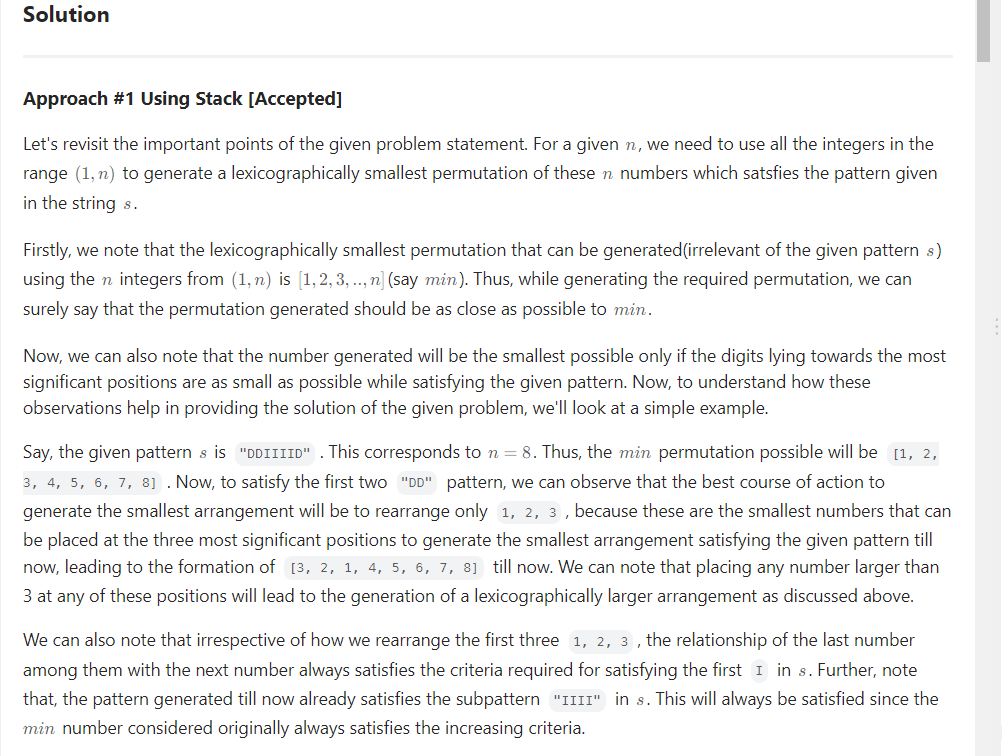 Solution
Approach #1 Using Stack [Accepted]
Let's revisit the important points of the given problem statement. For a given n, we need to use all the integers in the
range (1, n) to generate a lexicographically smallest permutation of these n numbers which satsfies the pattern given
in the string s.
Firstly, we note that the lexicographically smallest permutation that can be generated(irrelevant of the given pattern s)
using the n integers from (1, n) is [1, 2, 3, .., n](say min). Thus, while generating the required permutation, we can
surely say that the permutation generated should be as close as possible to min.
Now, we can also note that the number generated will be the smallest possible only if the digits lying towards the most
significant positions are as small as possible while satisfying the given pattern. Now, to understand how these
observations help in providing the solution of the given problem, we'll look at a simple example.
Say, the given pattern s is "DDIIIID" . This corresponds to n = 8. Thus, the min permutation possible will be [1, 2,
3, 4, 5, 6, 7, 8] . Now, to satisfy the first two "DD" pattern, we can observe that the best course of action to
generate the smallest arrangement will be to rearrange only 1, 2, 3 , because these are the smallest numbers that can
be placed at the three most significant positions to generate the smallest arrangement satisfying the given pattern till
now, leading to the formation of [3, 2, 1, 4, 5, 6, 7, 8] till now. We can note that placing any number larger than
3 at any of these positions will lead to the generation of a lexicographically larger arrangement as discussed above.
We can also note that irrespective of how we rearrange the first three 1, 2, 3 , the relationship of the last number
among them with the next number always satisfies the criteria required for satisfying the first I in s. Further, note
that, the pattern generated till now already satisfies the subpattern "IIII" in s. This will always be satisfied since the
min number considered originally always satisfies the increasing criteria.